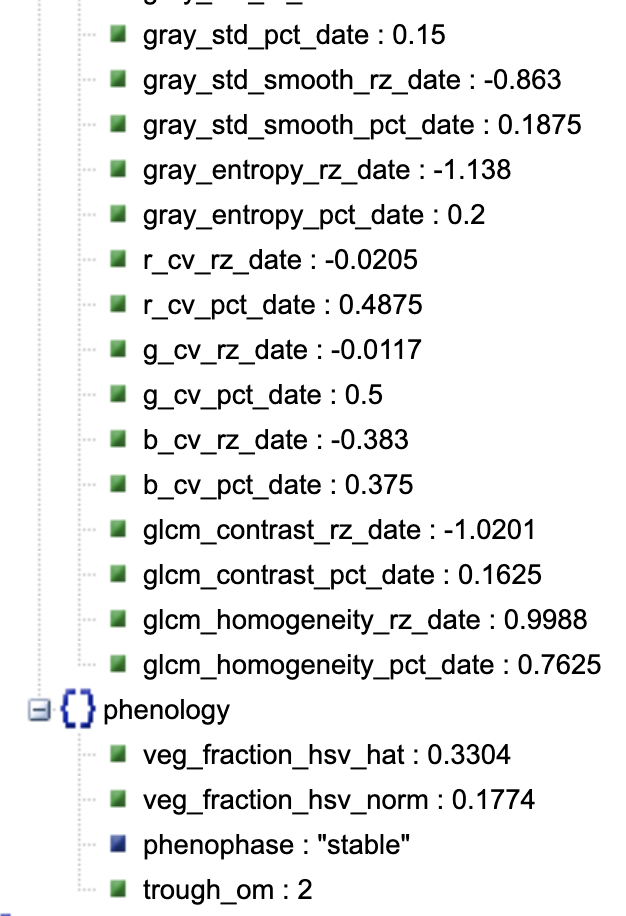 gray_std_pct_date : 0.15
gray_std_smooth_rz_date : -0.863
gray_std_smooth_pct_date : 0.1875
gray_entropy_rz_date : -1.138
gray_entropy_pct_date : 0.2
r_cv_rz_date : -0.0205
r_cv_pct_date : 0.4875
g_cv_rz_date : -0.0117
g_cv_pct_date : 0.5
b_cv_rz_date : -0.383
b_cv_pct_date : 0.375
glcm_contrast_rz_date : -1.0201
glcm_contrast_pct_date : 0.1625
glcm_homogeneity_rz_date : 0.9988
glcm_homogeneity_pct_date : 0.7625
{} phenology
veg_fraction_hsv_hat : 0.3304
veg_fraction_hsv_norm : 0.1774
phenophase : "stable"
trough_om : 2